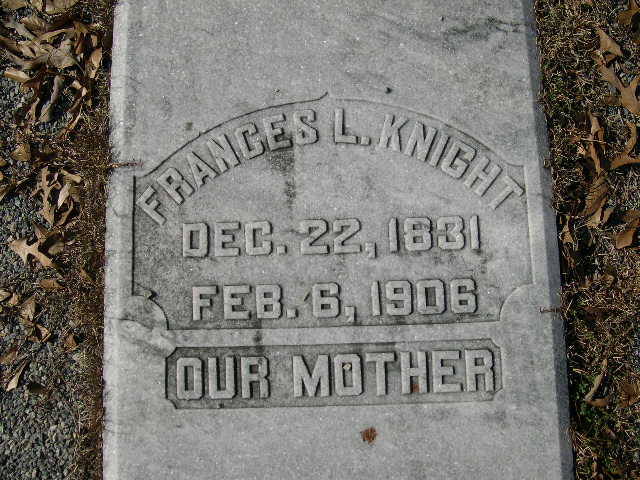 FRANCES L. KNIGHT
DEC. 22, 1831
FEB. 6, 1906
OUR MOTHER